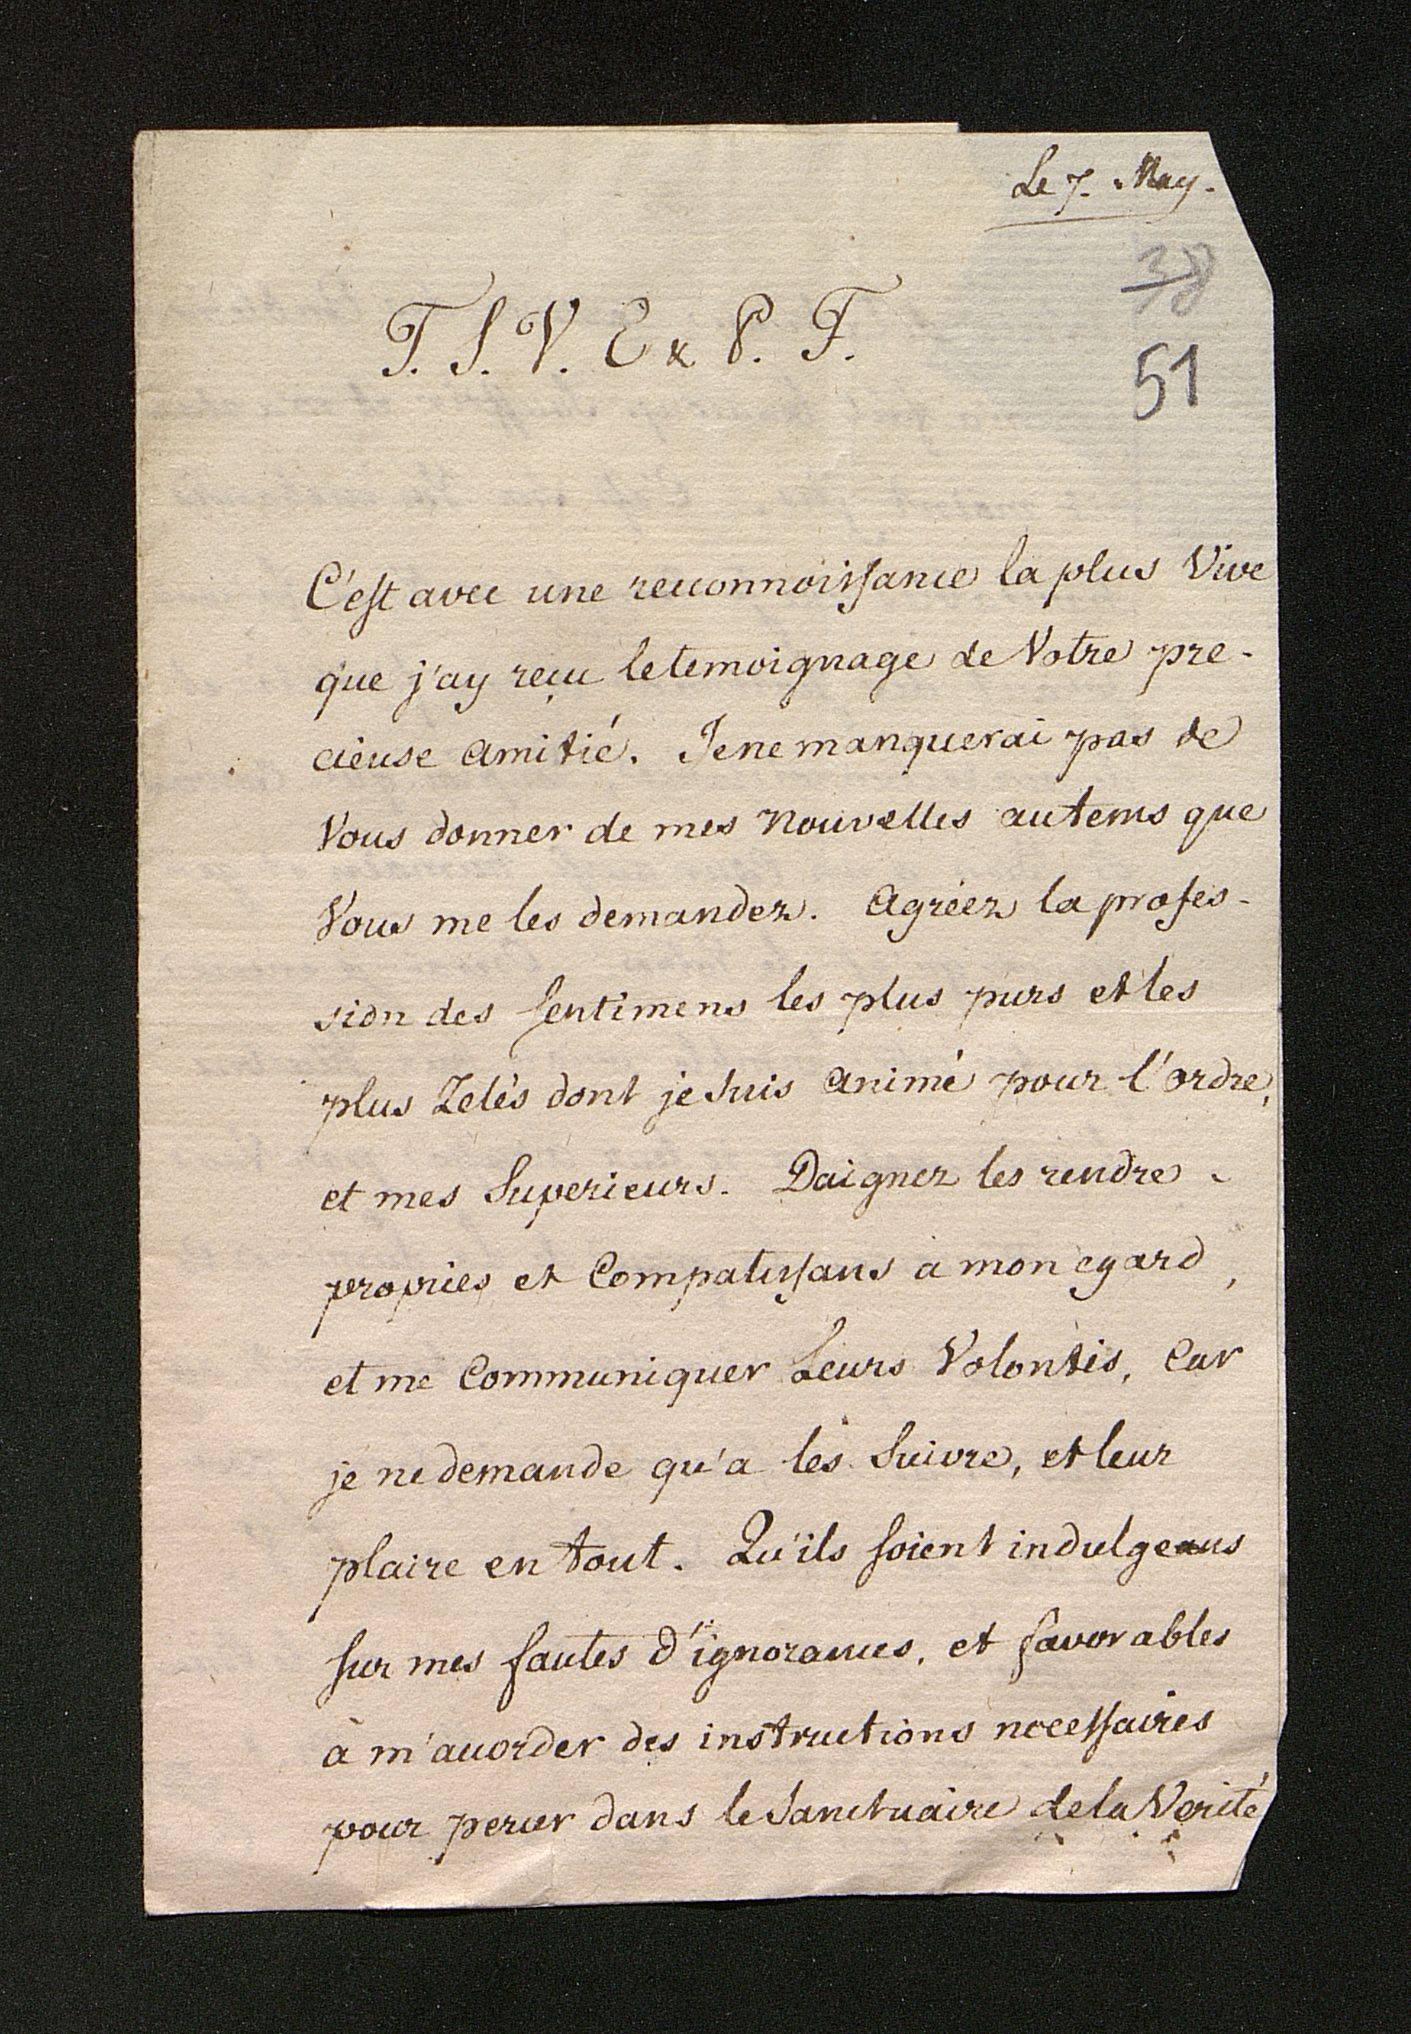 Le 7. May.
38
51
T. S. V. Ex P. F.
C'est avec une reconnoissance la plus Vive
que j'ay reçu le temoignage de Votre pre-
cieuse amitié. Je ne manquerai pas de
Vous donner de mes nouvelles au tems que
Vous me les demandez. Agréez la profes-
sion des sentimens les plus purs et les
plus Zelés dont je suis animé pour l'ordre,
et mes Superieurs. Daignez les rendre
propices et Compatissans à mon egard,
et me Communiquer Leurs Volontés, Car
je ne demande qu'a les Suivre, et leur
plaire en tout. Qu'ils soient indulgeans
sur mes fautes d'ignorances, et favorables
à m'accorder des instructions necessaires
pour percer dans le Sanctuaire de la Verité